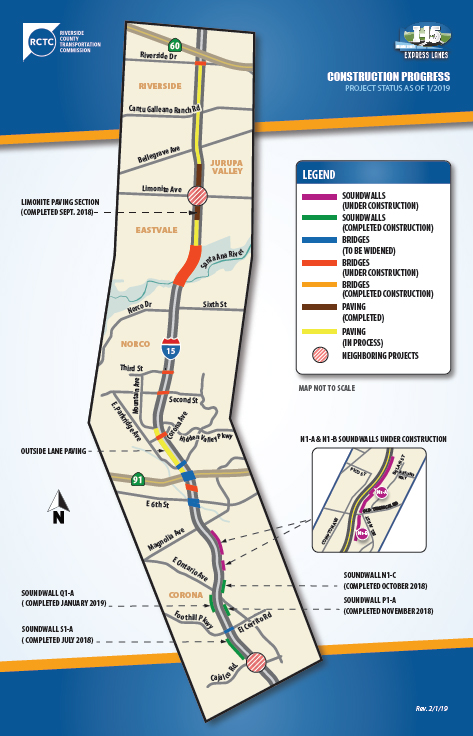 RCTC
RIVERSIDE
COUNTY
TRANSPORTATION
COMMISSION
I-15
EXPRESS LANES
CONSTRUCTION PROGRESS
PROJECT STATUS AS OF 1/2019
60
Riverside Dr
RIVERSIDE
Cantu Galleano Ranch Rd
Bellegrave Ave
JURUPA
VALLEY
Limonite Ave
LIMONITE PAVING SECTION
(COMPLETED SEPT. 2018)
EASTVALE
Santa Ana River
Norco Dr
Sixth St
NORCO
15
Third St
Mountain Ave
Second St
E. Parkridge Ave
Corona Ave
Hidden Valley Pkwy
OUTSIDE LANE PAVING
91
E 6th St
N
Magnolia Ave
E Ontario Ave
CORONA
SOUNDWALL Q1-A
( COMPLETED JANUARY 2019)
Foothill Pkwy
El Cerrito Rd
SOUNDWALL S1-A
(COMPLETED JULY 2018)
Cajalco Rd
LEGEND
SOUNDWALLS
(UNDER CONSTRUCTION)
SOUNDWALLS
(COMPLETED CONSTRUCTION)
BRIDGES
(TO BE WIDENED)
BRIDGES
(UNDER CONSTRUCTION)
BRIDGES
(COMPLETED CONSTRUCTION)
PAVING
(COMPLETED)
PAVING
(IN PROCESS)
NEIGHBORING PROJECTS
MAP NOT TO SCALE
N1-A & N1-B SOUNDWALLS UNDER CONSTRUCTION
SOUNDWALL N1-C
(COMPLETED OCTOBER 2018)
SOUNDWALL P1-A
(COMPLETED NOVEMBER 2018)
Rev. 2/1/19